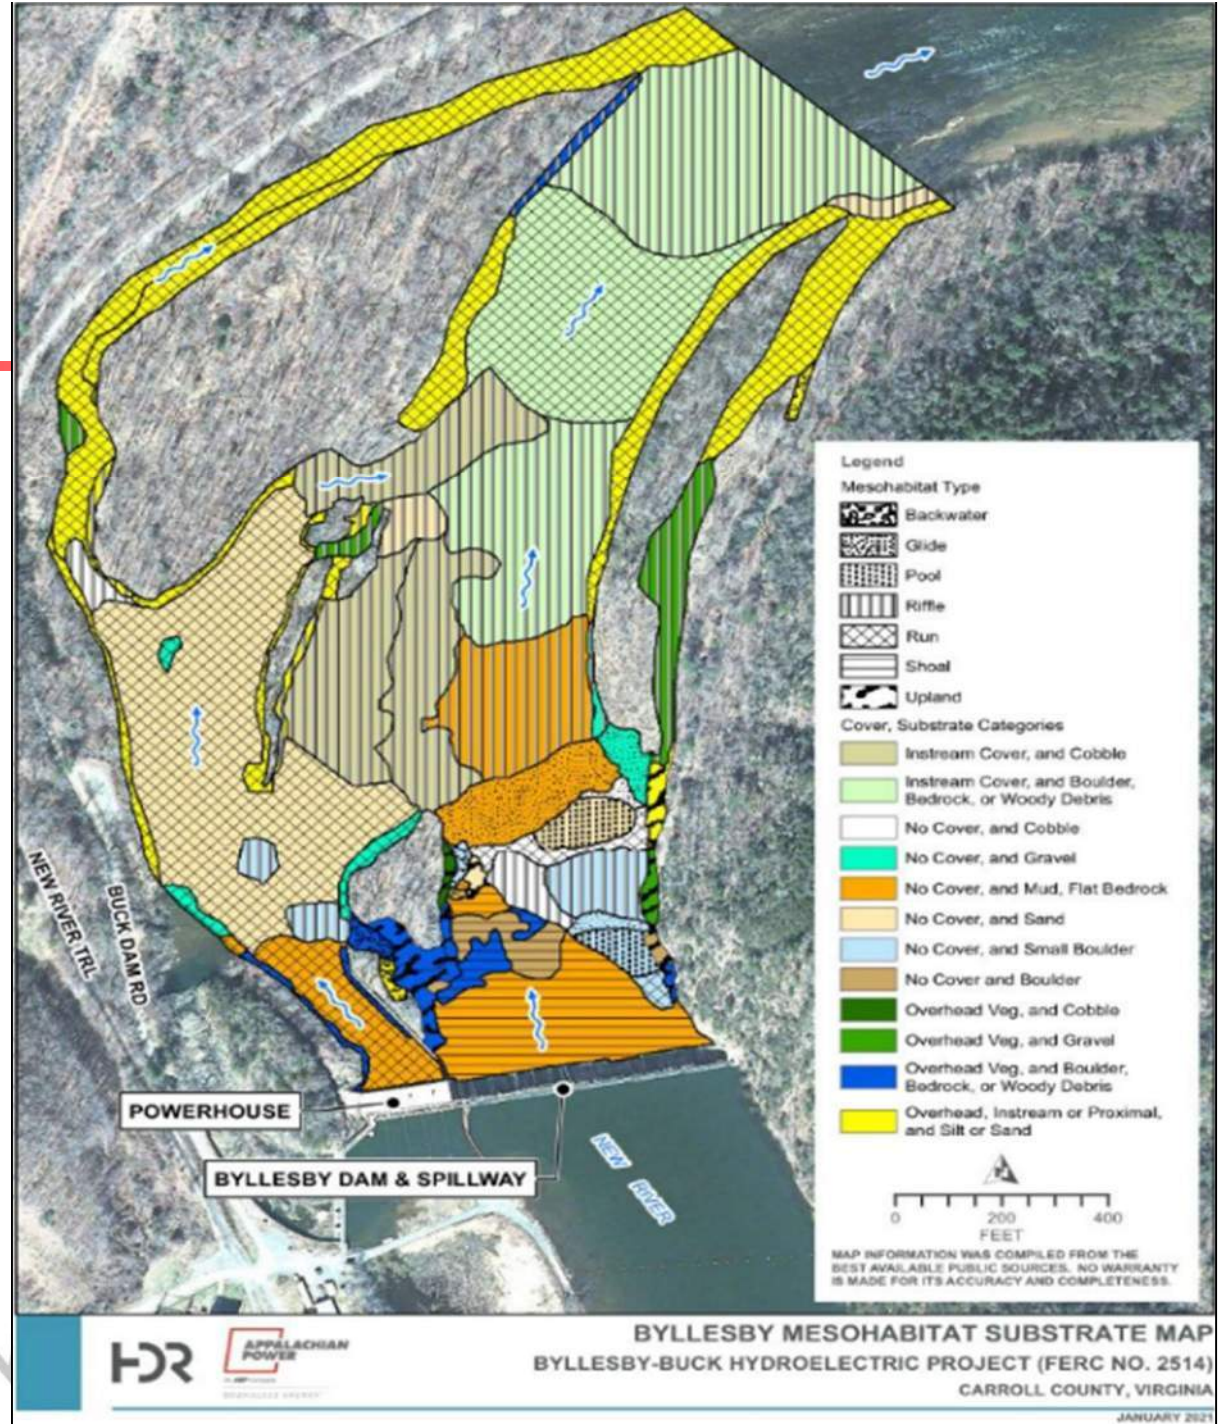 Legend
Mesohabitat Type
Backwater
Glide
Pool
Riffle
Run
Shoal
Upland
Cover, Substrate Categories
Instream Cover, and Cobble
Instream Cover, and Boulder,
Bedrock, or Woody Debris
No Cover, and Cobble
No Cover, and Gravel
No Cover, and Mud, Flat Bedrock
No Cover, and Sand
No Cover, and Small Boulder
No Cover and Boulder
Overhead Veg, and Cobble
Overhead Veg, and Gravel
Overhead Veg, and Boulder,
Bedrock, or Woody Debris
Overhead, Instream or Proximal,
and Silt or Sand
0 200 400
FEET
MAP INFORMATION WAS COMPILED FROM THE
BEST AVAILABLE PUBLIC SOURCES. NO WARRANTY
IS MADE FOR ITS ACCURACY AND COMPLETENESS.
NEW RIVER TRL
BUCK DAM RD
POWERHOUSE
BYLLESBY DAM & SPILLWAY
NEW
RIVER
HDR
APPALACHIAN
POWER
BYLLESBY MESOHABITAT SUBSTRATE MAP
BYLLESBY-BUCK HYDROELECTRIC PROJECT (FERC NO. 2514)
CARROLL COUNTY, VIRGINIA
JANUARY 2021